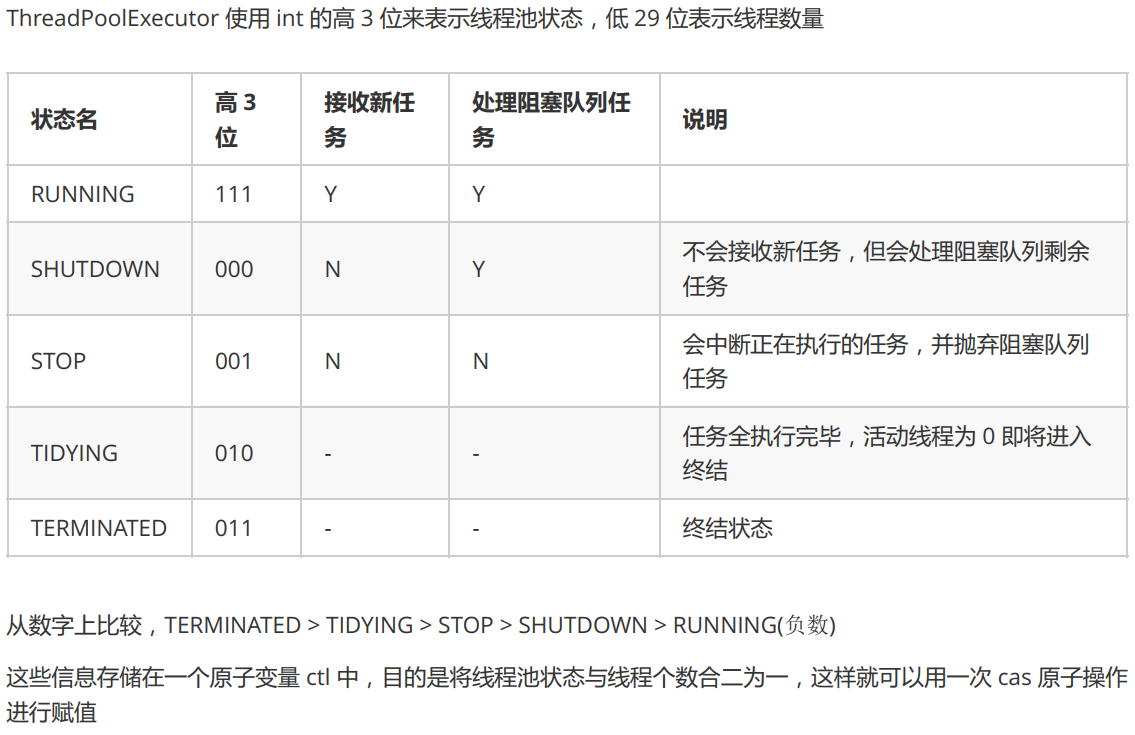 ThreadPoolExecutor 使用 int 的高 3 位来表示线程池状态，低 29 位表示线程数量
状态名 高 3 位 接收新任务 处理阻塞队列任务 说明
RUNNING 111 Y Y
SHUTDOWN 000 N Y 不会接收新任务，但会处理阻塞队列剩余任务
STOP 001 N N 会中断正在执行的任务，并抛弃阻塞队列任务
TIDYING 010 - - 任务全执行完毕，活动线程为 0 即将进入终结
TERMINATED 011 - - 终结状态
从数字上比较，TERMINATED > TIDYING > STOP > SHUTDOWN > RUNNING(负数)
这些信息存储在一个原子变量 ctl 中，目的是将线程池状态与线程个数合二为一，这样就可以用一次 cas 原子操作
进行赋值